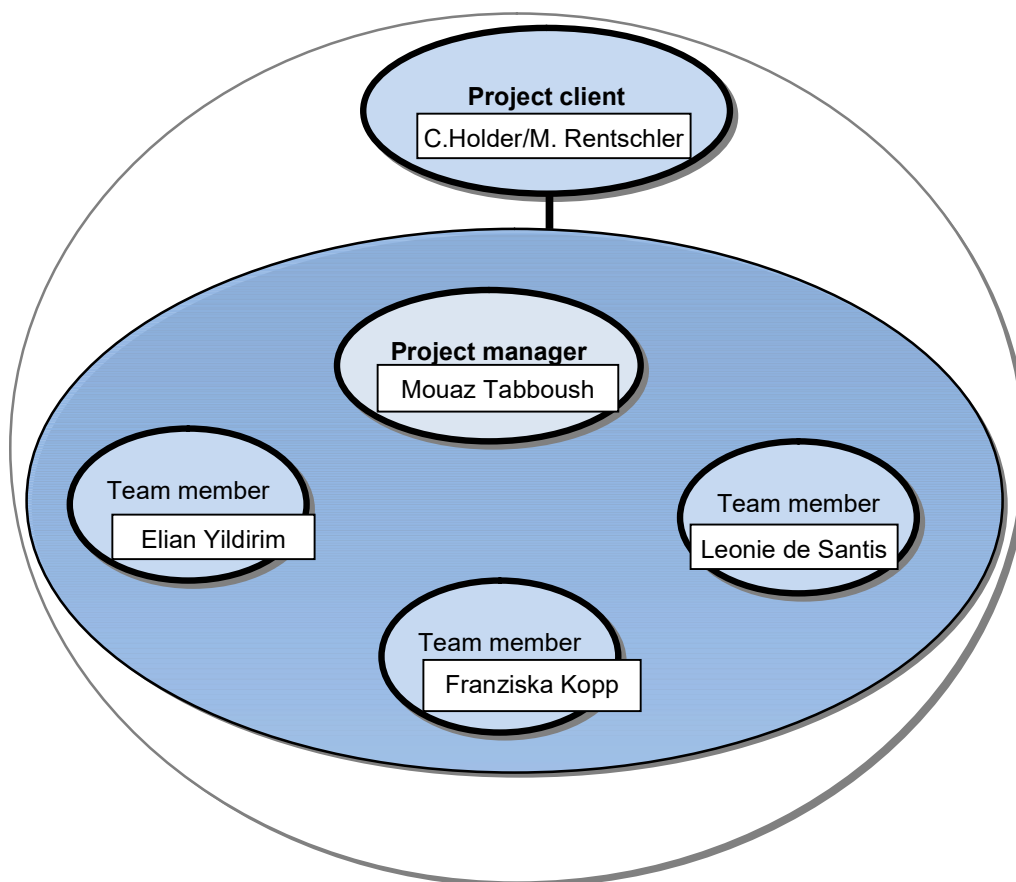 Project client
C.Holder/M. Rentschler
Project manager
Mouaz Tabboush
Team member
Elian Yildirim
Team member
Leonie de Santis
Team member
Franziska Kopp